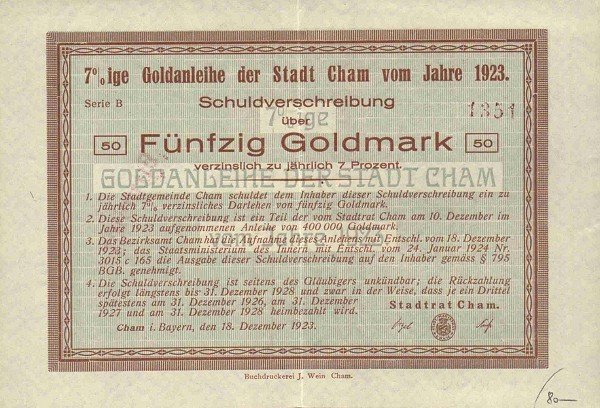 7% ige Goldanleihe der Stadt Cham vom Jahre 1923.
Serie B
Schuldverschreibung
1351
über
50 Fünfzig Goldmark 50
verzinslich zu jährlich 7 Prozent.
7% ige
GOLDANLEIHE DER STADT CHAM
1. Die Stadtgemeinde Cham schuldet dem Inhaber dieser Schuldverschreibung ein zu
jährlich 7% verzinsliches Darlehen von fünfzig Goldmark.
2. Diese Schuldverschreibung ist ein Teil der vom Stadtrat Cham am 10. Dezember im
Jahre 1923 aufgenommenen Anleihe von 400 000 Goldmark.
3. Das Bezirksamt Cham hat die Aufnahme dieses Anlehens mit Entschl. vom 18. Dezember
1923; das Staatsministerium des Innern mit Entschl. vom 24. Januar 1924 Nr.
3015 c 165 die Ausgabe dieser Schuldverschreibung auf den Inhaber gemäss § 795
BGB. genehmigt.
4. Die Schuldverschreibung ist seitens des Gläubigers unkündbar; die Rückzahlung
erfolgt längstens bis 31. Dezember 1928 und zwar in der Weise, dass je ein Drittel
spätestens am 31. Dezember 1926, am 31. Dezember
1927 und am 31. Dezember 1928 heimbezahlt wird.
Stadtrat Cham.
Cham i. Bayern, den 18. Dezember 1923.
Buchdruckerei J. Wein Cham.
80—